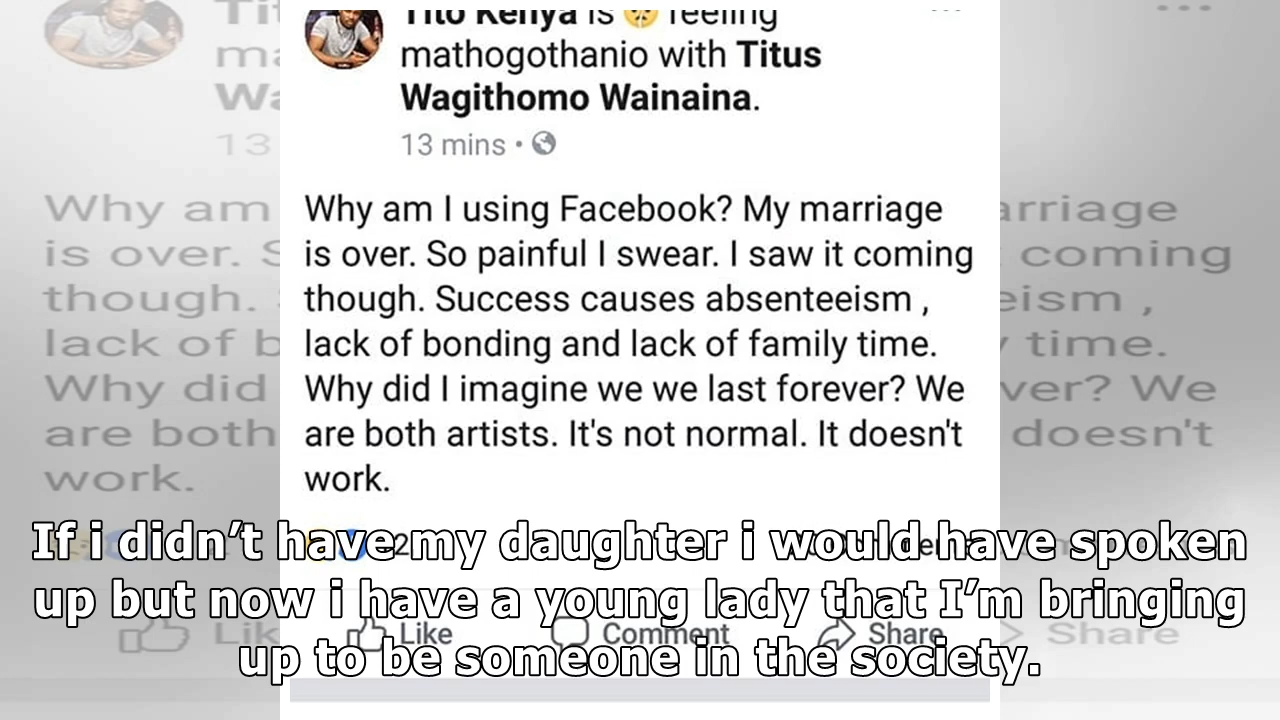 Tito Kenya is feeling
mathogothanio with Titus
Wagithomo Wainaina.
13 mins
Why am I using Facebook? My marriage
is over. So painful I swear. I saw it coming
though. Success causes absenteeism ,
lack of bonding and lack of family time.
Why did I imagine we we last forever? We
are both artists. It's not normal. It doesn't
work.
If i didn’t have my daughter i would have spoken
up but now i have a young lady that I’m bringing
up to be someone in the society.
Like Comment Share